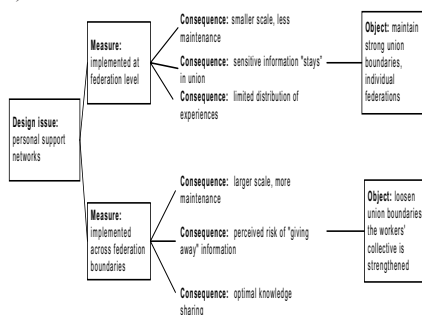 Design issue:
personal support
networks
Measure:
implemented at
federation level
Consequence: smaller scale, less
maintenance
Consequence: sensitive information "stays"
in union
Consequence: limited distribution of
experiences
Object: maintain
strong union
boundaries,
individual
federations
Measure:
implemented
across federation
boundaries
Consequence: larger scale, more
maintenance
Consequence: perceived risk of "giving
away" information
Consequence: optimal knowledge
sharing
Object: loosen
union boundaries
the workers'
collective is
strengthened